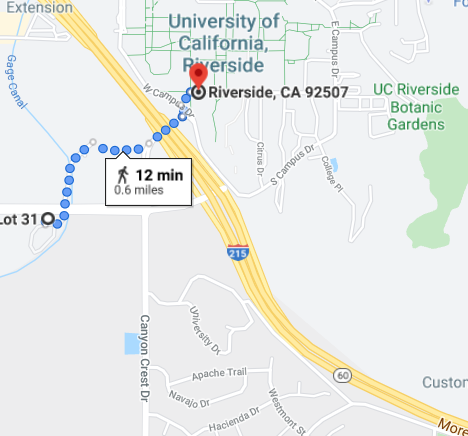 Extension
University of
California,
Riverside
W Campus Dr
Riverside, CA 92507
E Campus Dr
UC Riverside
Botanic
Gardens
Gage Canal
Citrus Dr
S Campus Dr
College Pl
12 min
0.6 miles
Lot 31
215
University Dr
Canyon Crest Dr
60
Apache Trail
Navajo Dr
Hacienda Dr
Westmont St
Custom
More